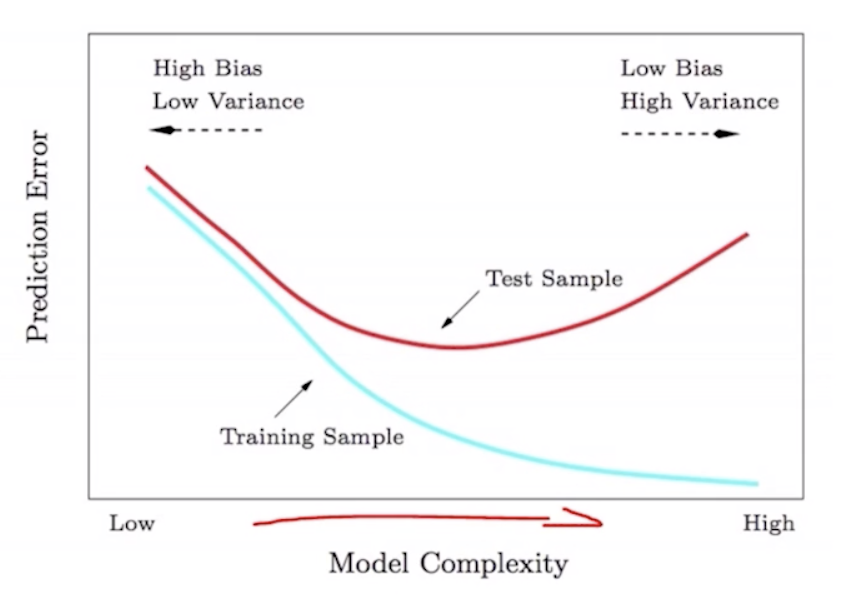 High Bias
Low Variance
Low Bias
High Variance
Prediction Error
Test Sample
Training Sample
Low
High
Model Complexity